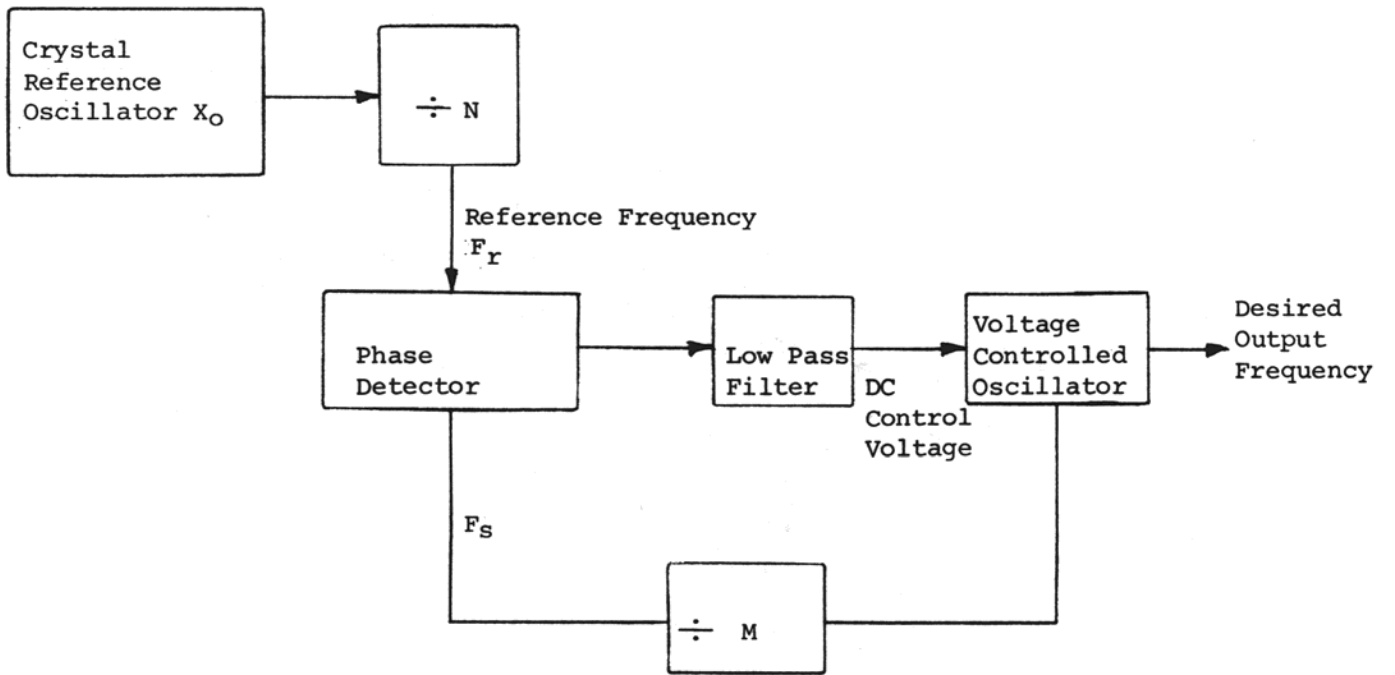 Crystal
Reference
Oscillator Xo
÷ N
Reference Frequency
Fr
Phase
Detector
Low Pass
Filter
DC
Control
Voltage
Voltage
Controlled
Oscillator
Desired
Output
Frequency
Fs
÷ M